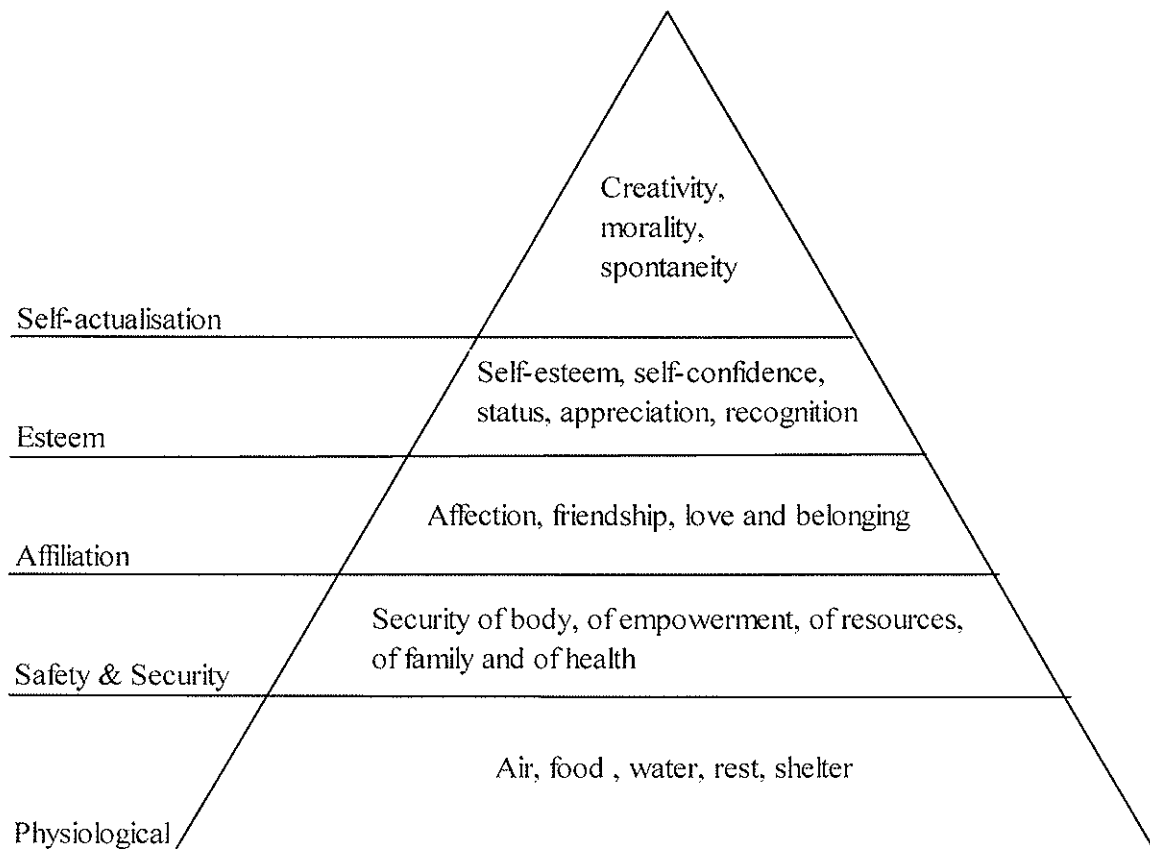 Creativity,
morality,
spontaneity
Self-actualisation
Self-esteem, self-confidence,
status, appreciation, recognition
Esteem
Affection, friendship, love and belonging
Affiliation
Security of body, of empowerment, of resources,
of family and of health
Safety & Security
Air, food , water, rest, shelter
Physiological